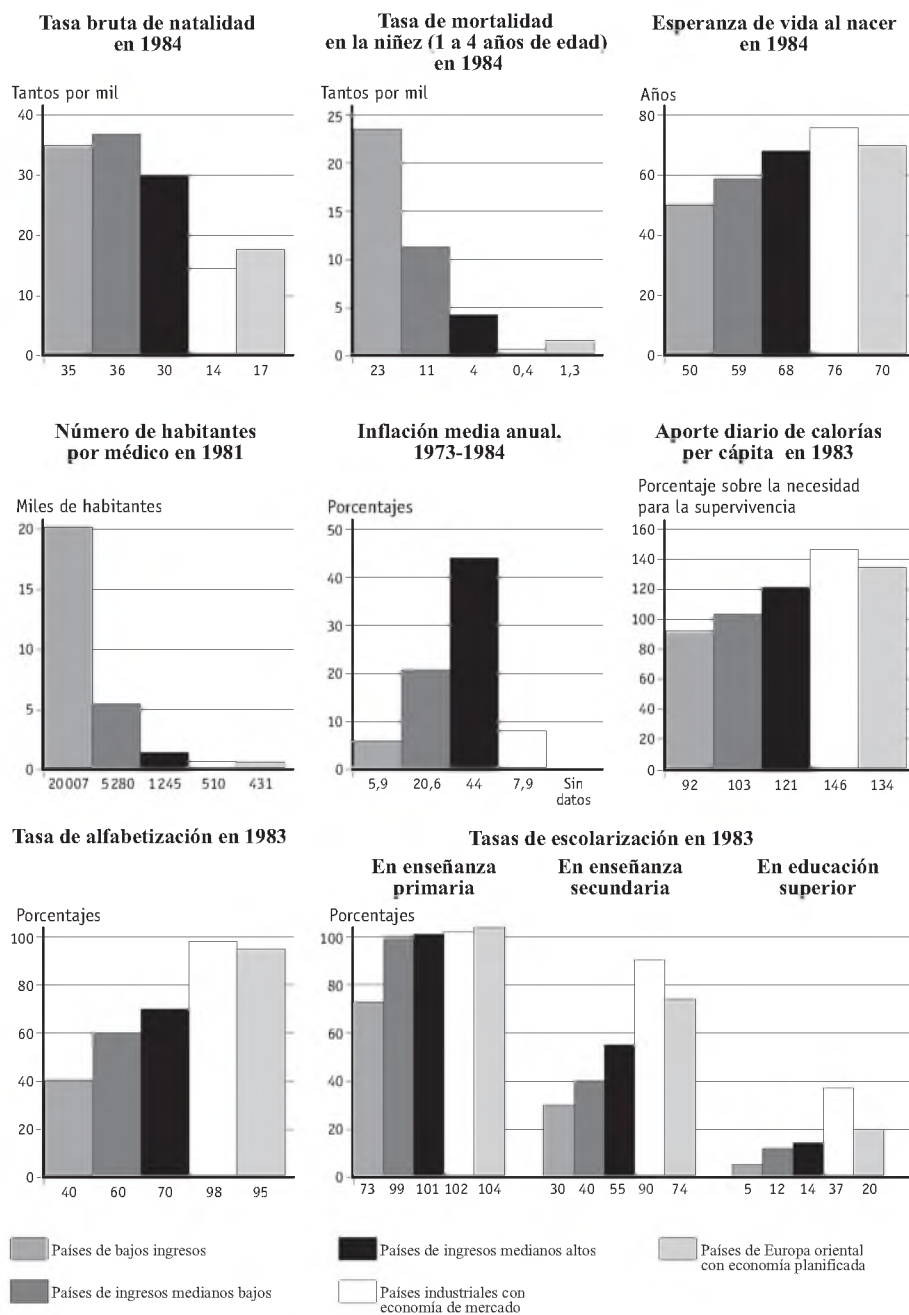 Tasa bruta de natalidad
en 1984
Tantos por mil
40
30
20
10
0
35 36 30 14 17
Tasa de mortalidad
en la niñez (1 a 4 años de edad)
en 1984
Tantos por mil
25
20
15
10
5
0
23 11 4 0,4 1,3
Esperanza de vida al nacer
en 1984
Años
80
60
40
20
0
50 59 68 76 70
Número de habitantes
por médico en 1981
Miles de habitantes
20
15
10
5
0
20007 5280 1245 510 431
Inflación media anual.
1973-1984
Porcentajes
50
40
30
20
10
0
5,9 20,6 44 7,9 Sin
datos
Aporte diario de calorías
per cápita en 1983
Porcentaje sobre la necesidad
para la supervivencia
160
140
120
100
80
60
40
20
0
92 103 121 146 134
Tasa de alfabetización en 1983
Porcentajes
100
80
60
40
20
0
40 60 70 98 95
Tasas de escolarización en 1983
En enseñanza
primaria
En enseñanza
secundaria
En educación
superior
Porcentajes
100
80
60
40
20
0
73 99 101 102 104
30 40 55 90 74
5 12 14 37 20
Países de bajos ingresos
Países de ingresos medianos bajos
Países de ingresos medianos altos
Países industriales con
economía de mercado
Países de Europa oriental
con economía planificada